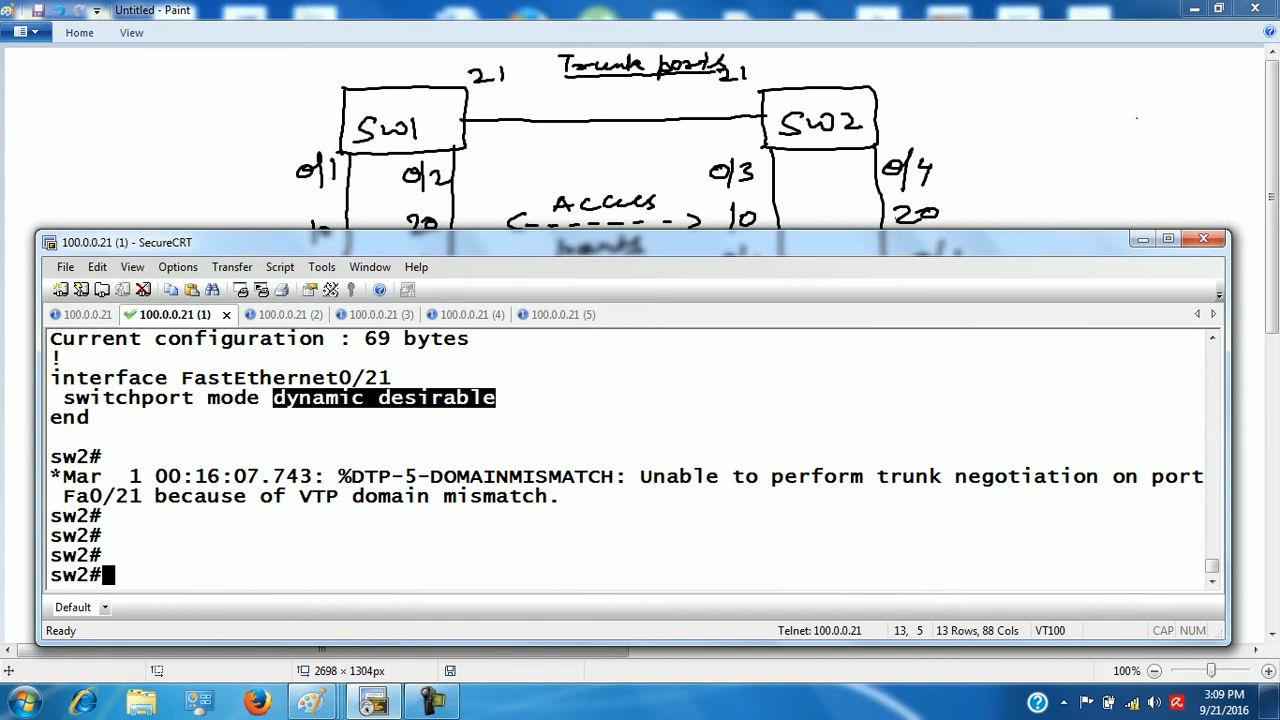 Untitled - Paint
Home View
Trunk ports
21 21
SW1 SW2
0/1 0/2 0/3 0/4
Access
20 10 20
100.0.0.21 (1) - SecureCRT
File Edit View Options Transfer Script Tools Window Help
100.0.0.21 100.0.0.21 (1) 100.0.0.21 (2) 100.0.0.21 (3) 100.0.0.21 (4) 100.0.0.21 (5)
Current configuration : 69 bytes
!
interface FastEthernet0/21
switchport mode dynamic desirable
end
sw2#
*Mar 1 00:16:07.743: %DTP-5-DOMAINMISMATCH: Unable to perform trunk negotiation on port
Fa0/21 because of VTP domain mismatch.
sw2#
sw2#
sw2#
sw2#
Default
Ready Telnet: 100.0.0.21 13, 5 13 Rows, 88 Cols VT100 CAP NUM
2698 × 1304px 100%
3:09 PM
9/21/2016